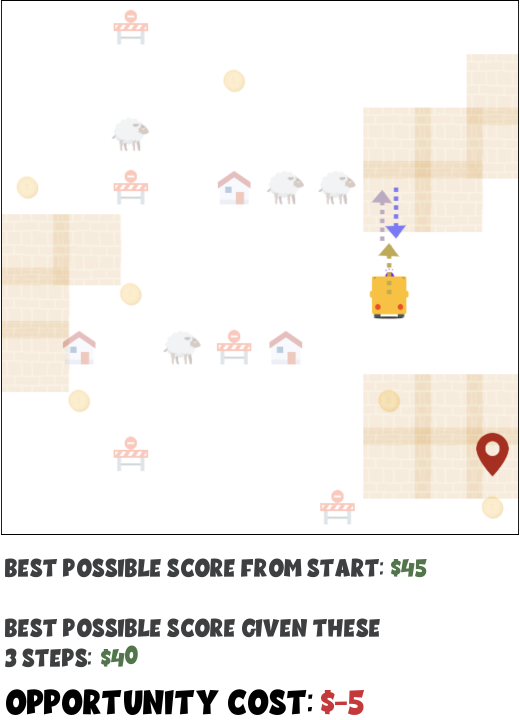 BEST POSSIBLE SCORE FROM START: $45
BEST POSSIBLE SCORE GIVEN THESE
3 STEPS: $40
OPPORTUNITY COST: $-5